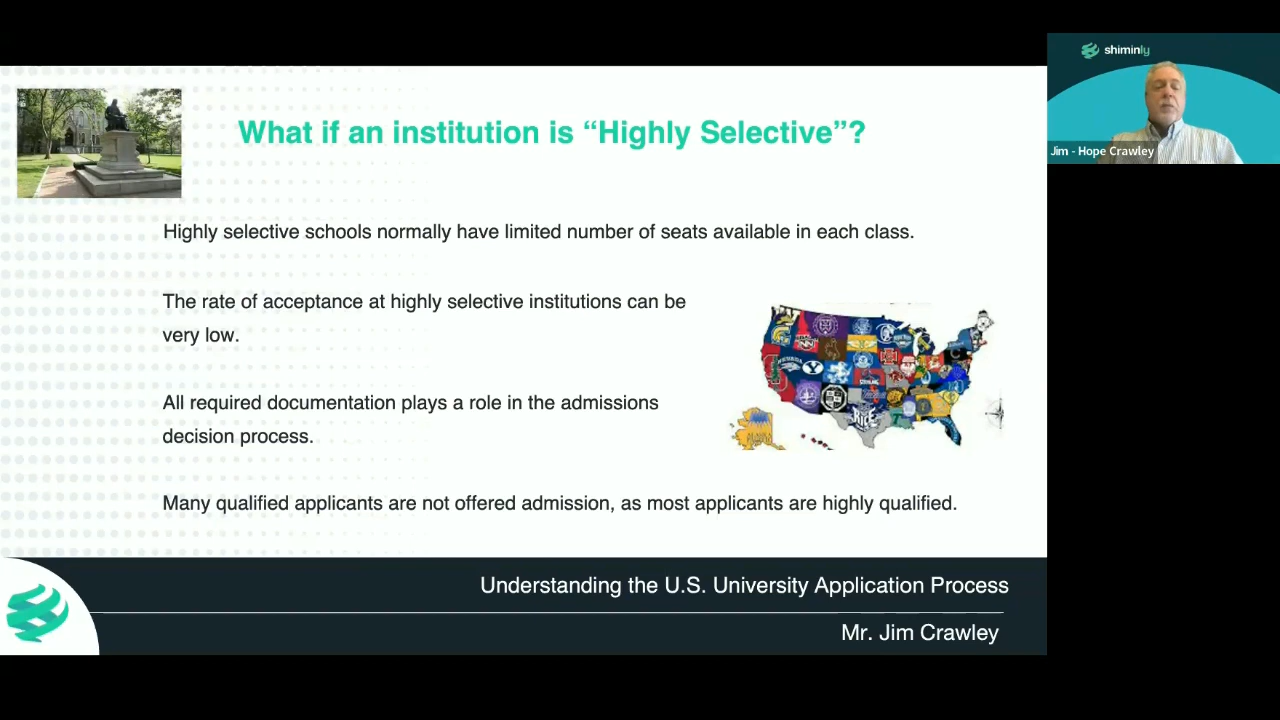 shiminly
Jim - Hope Crawley
What if an institution is “Highly Selective”?
Highly selective schools normally have limited number of seats available in each class.
The rate of acceptance at highly selective institutions can be
very low.
All required documentation plays a role in the admissions
decision process.
Many qualified applicants are not offered admission, as most applicants are highly qualified.
NEVADA
RICE
Understanding the U.S. University Application Process
Mr. Jim Crawley